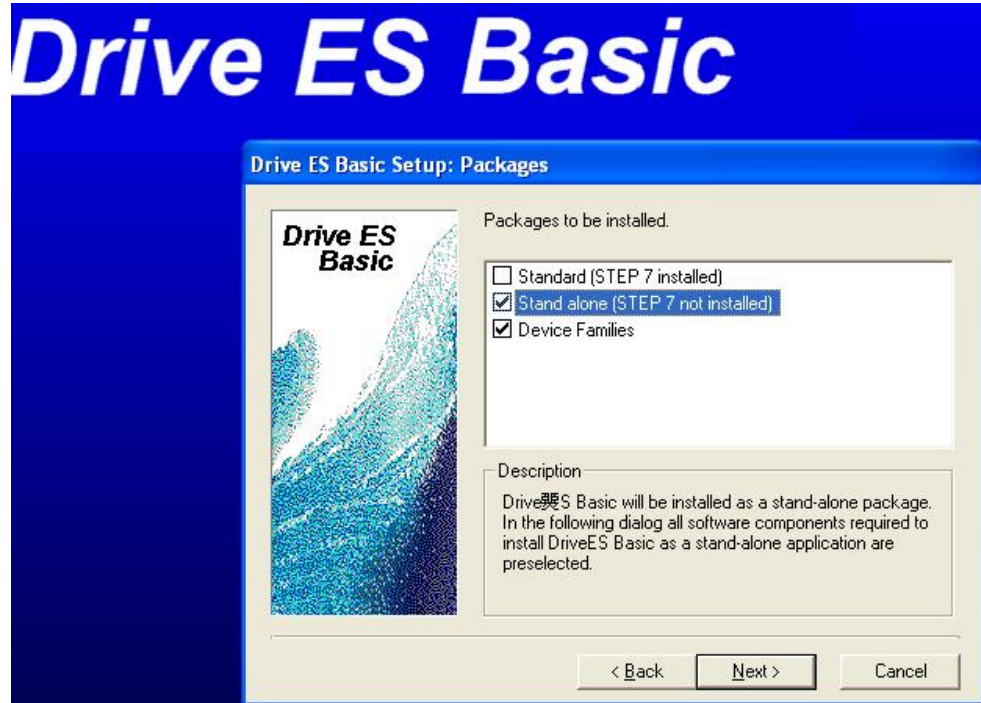 Drive ES Basic
Drive ES Basic Setup: Packages
Drive ES
Basic
Packages to be installed.
Standard (STEP 7 installed)
Stand alone (STEP 7 not installed)
Device Families
Description
Drive悪S Basic will be installed as a stand-alone package.
In the following dialog all software components required to
install DriveES Basic as a stand-alone application are
preselected.
< Back
Next >
Cancel